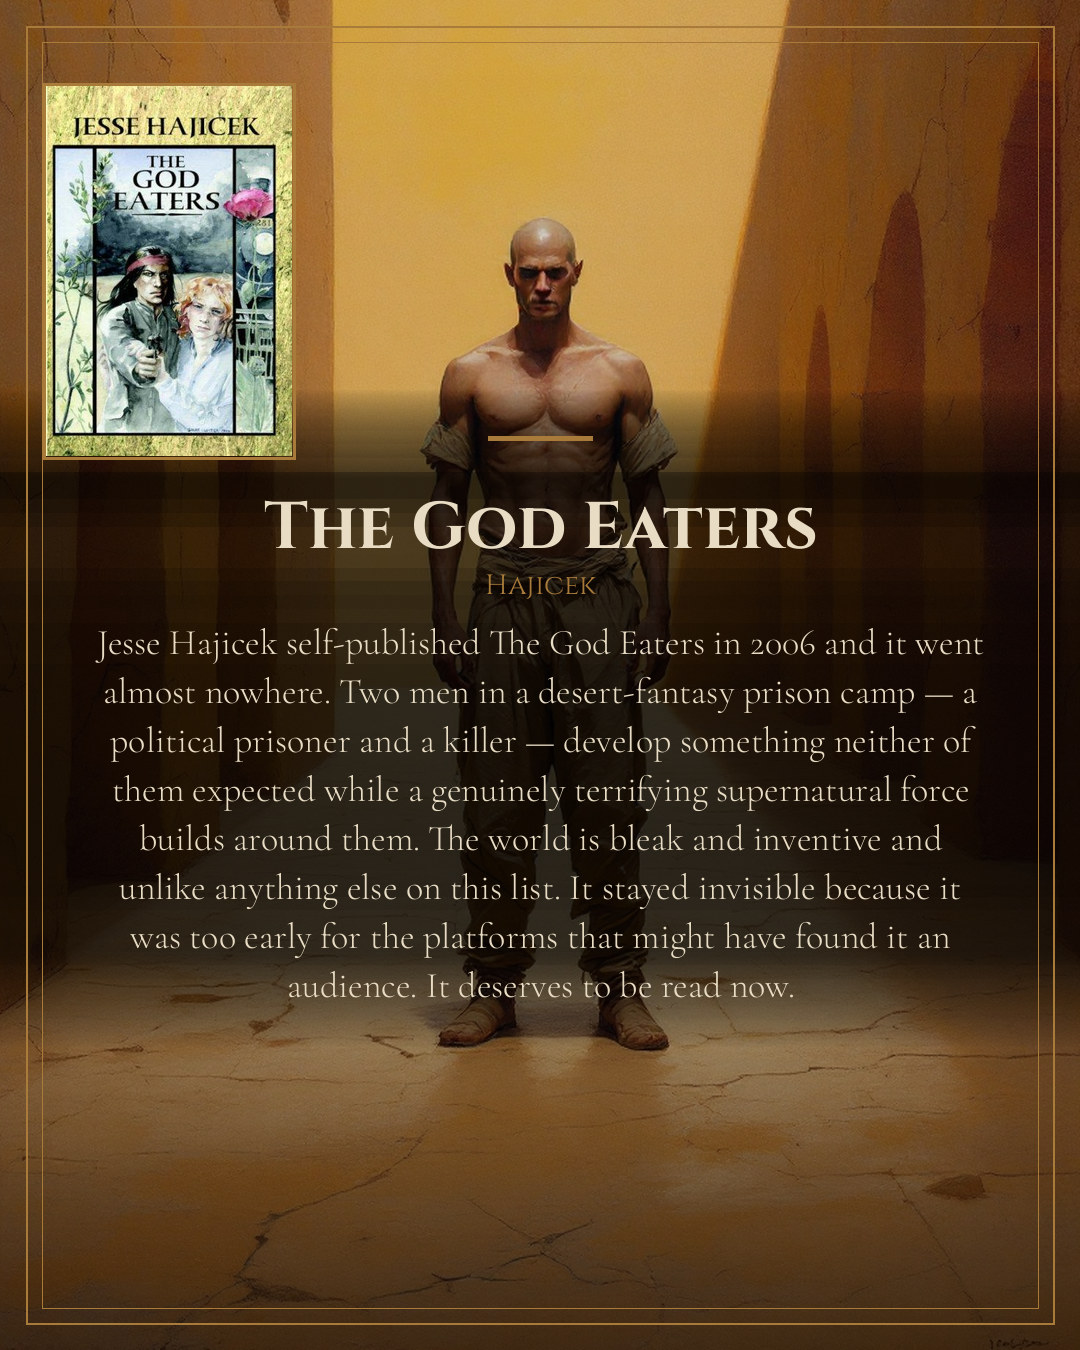 JESSE HAJICEK
THE
GOD
EATERS
The God Eaters
Hajicek
Jesse Hajicek self-published The God Eaters in 2006 and it went
almost nowhere. Two men in a desert-fantasy prison camp — a
political prisoner and a killer — develop something neither of
them expected while a genuinely terrifying supernatural force
builds around them. The world is bleak and inventive and
unlike anything else on this list. It stayed invisible because it
was too early for the platforms that might have found it an
audience. It deserves to be read now.